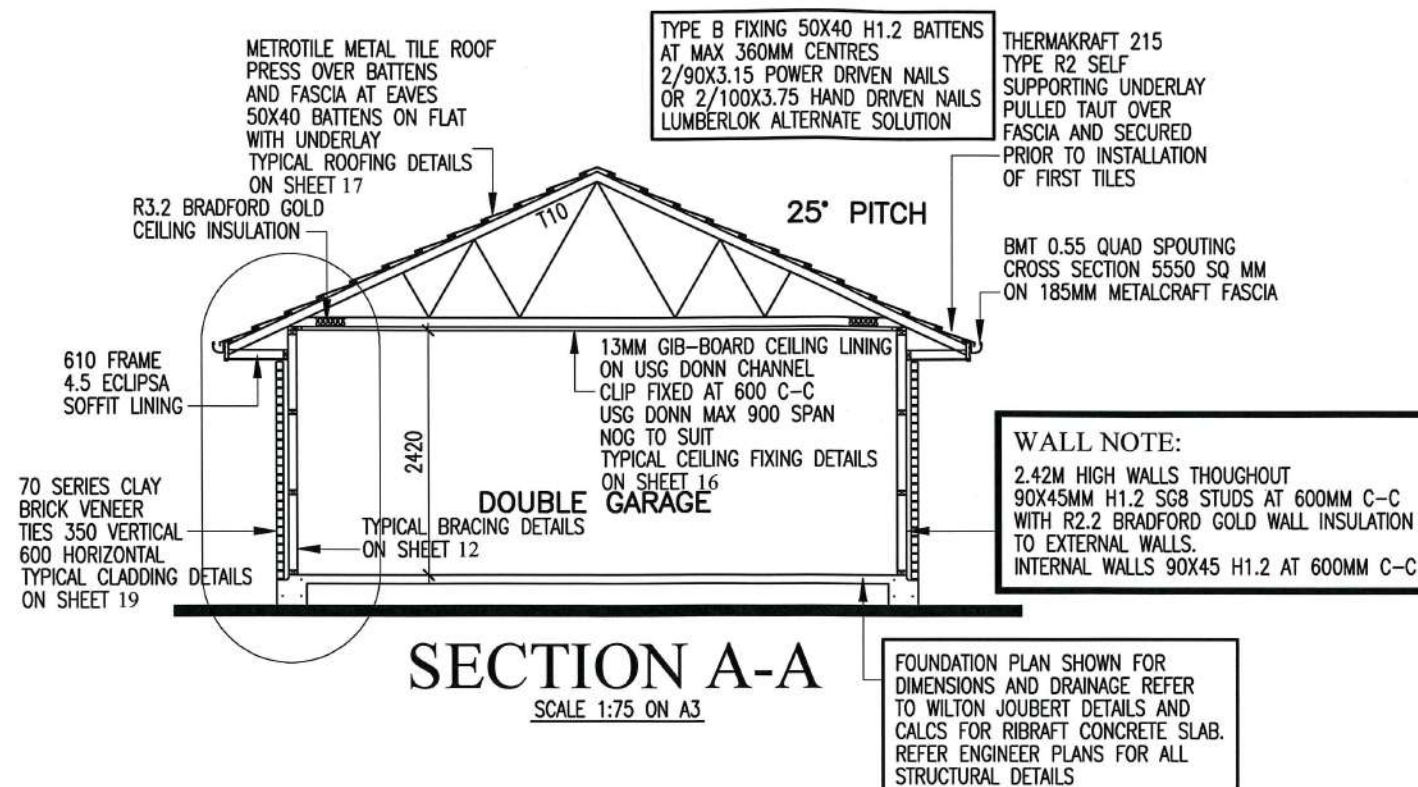 METROTILE METAL TILE ROOF
PRESS OVER BATTENS
AND FASCIA AT EAVES
50X40 BATTENS ON FLAT
WITH UNDERLAY
TYPICAL ROOFING DETAILS
ON SHEET 17
TYPE B FIXING 50X40 H1.2 BATTENS
AT MAX 360MM CENTRES
2/90X3.15 POWER DRIVEN NAILS
OR 2/100X3.75 HAND DRIVEN NAILS
LUMBERLOK ALTERNATE SOLUTION
THERMAKRAFT 215
TYPE R2 SELF
SUPPORTING UNDERLAY
PULLED TAUT OVER
FASCIA AND SECURED
PRIOR TO INSTALLATION
OF FIRST TILES
R3.2 BRADFORD GOLD
CEILING INSULATION
T10
25° PITCH
BMT 0.55 QUAD SPOUTING
CROSS SECTION 5550 SQ MM
ON 185MM METALCRAFT FASCIA
610 FRAME
4.5 ECLIPSA
SOFFIT LINING
2420
13MM GIB-BOARD CEILING LINING
ON USG DONN CHANNEL
CLIP FIXED AT 600 C-C
USG DONN MAX 900 SPAN
NOG TO SUIT
TYPICAL CEILING FIXING DETAILS
ON SHEET 16
DOUBLE GARAGE
TYPICAL BRACING DETAILS
ON SHEET 12
70 SERIES CLAY
BRICK VENEER
TIES 350 VERTICAL
600 HORIZONTAL
TYPICAL CLADDING DETAILS
ON SHEET 19
WALL NOTE:
2.42M HIGH WALLS THOUGHOUT
90X45MM H1.2 SG8 STUDS AT 600MM C-C
WITH R2.2 BRADFORD GOLD WALL INSULATION
TO EXTERNAL WALLS.
INTERNAL WALLS 90X45 H1.2 AT 600MM C-C
SECTION A-A
SCALE 1:75 ON A3
FOUNDATION PLAN SHOWN FOR
DIMENSIONS AND DRAINAGE REFER
TO WILTON JOUBERT DETAILS AND
CALCS FOR RIBRAFT CONCRETE SLAB.
REFER ENGINEER PLANS FOR ALL
STRUCTURAL DETAILS